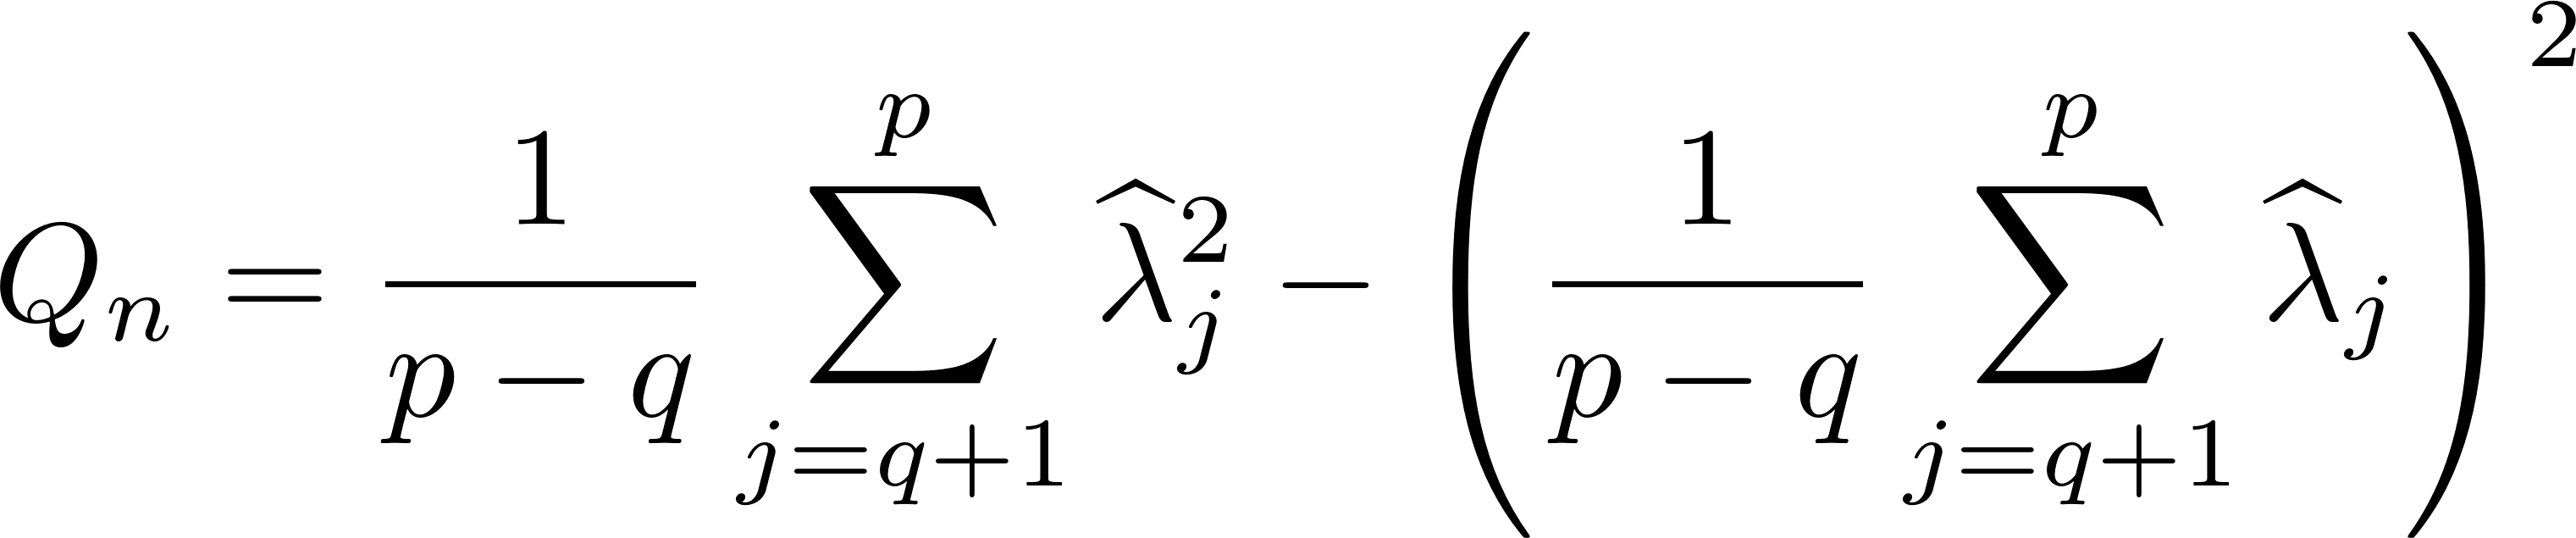 $Q_n = \frac{1}{p-q} \sum_{j=q+1}^{p} \widehat{\lambda}_j^2 - \left( \frac{1}{p-q} \sum_{j=q+1}^{p} \widehat{\lambda}_j \right)^2$